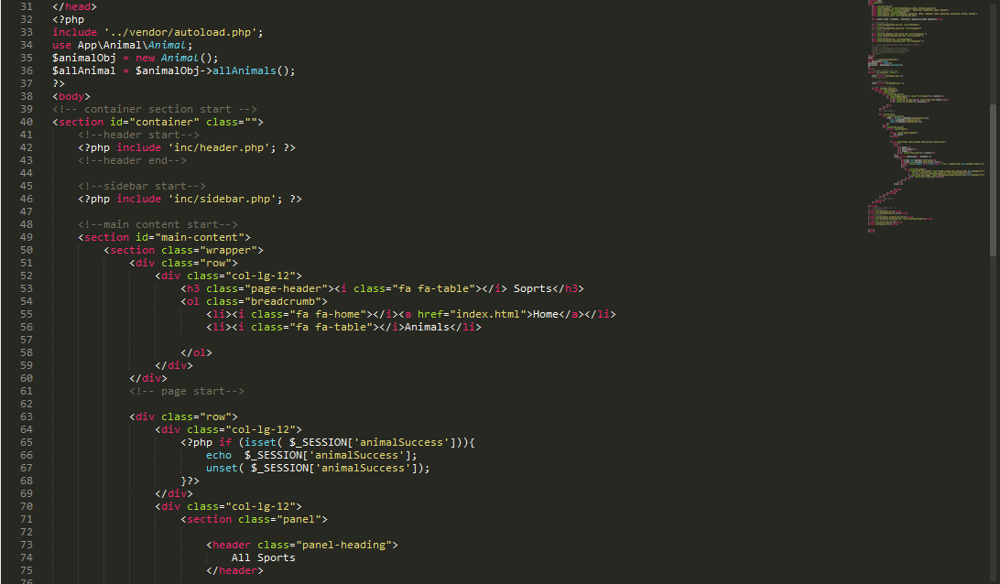 31 </head>
32 <?php
33 include '../vendor/autoload.php';
34 use App\Animal\Animal;
35 $animalObj = new Animal();
36 $allAnimal = $animalObj->allAnimals();
37 ?>
38 <body>
39 <!-- container section start -->
40 <section id="container" class="">
41     <!--header start-->
42     <?php include 'inc/header.php'; ?>
43     <!--header end-->
44
45     <!--sidebar start-->
46     <?php include 'inc/sidebar.php'; ?>
47
48     <!--main content start-->
49     <section id="main-content">
50         <section class="wrapper">
51             <div class="row">
52                 <div class="col-lg-12">
53                     <h3 class="page-header"><i class="fa fa-table"></i> Soprts</h3>
54                     <ol class="breadcrumb">
55                         <li><i class="fa fa-home"></i><a href="index.html">Home</a></li>
56                         <li><i class="fa fa-table"></i>Animals</li>
57
58                     </ol>
59                 </div>
60             </div>
61             <!-- page start-->
62
63             <div class="row">
64                 <div class="col-lg-12">
65                     <?php if (isset( $_SESSION['animalSuccess'])){
66                         echo  $_SESSION['animalSuccess'];
67                         unset( $_SESSION['animalSuccess']);
68                     }?>
69                 </div>
70                 <div class="col-lg-12">
71                     <section class="panel">
72
73                         <header class="panel-heading">
74                             All Sports
75                         </header>
76